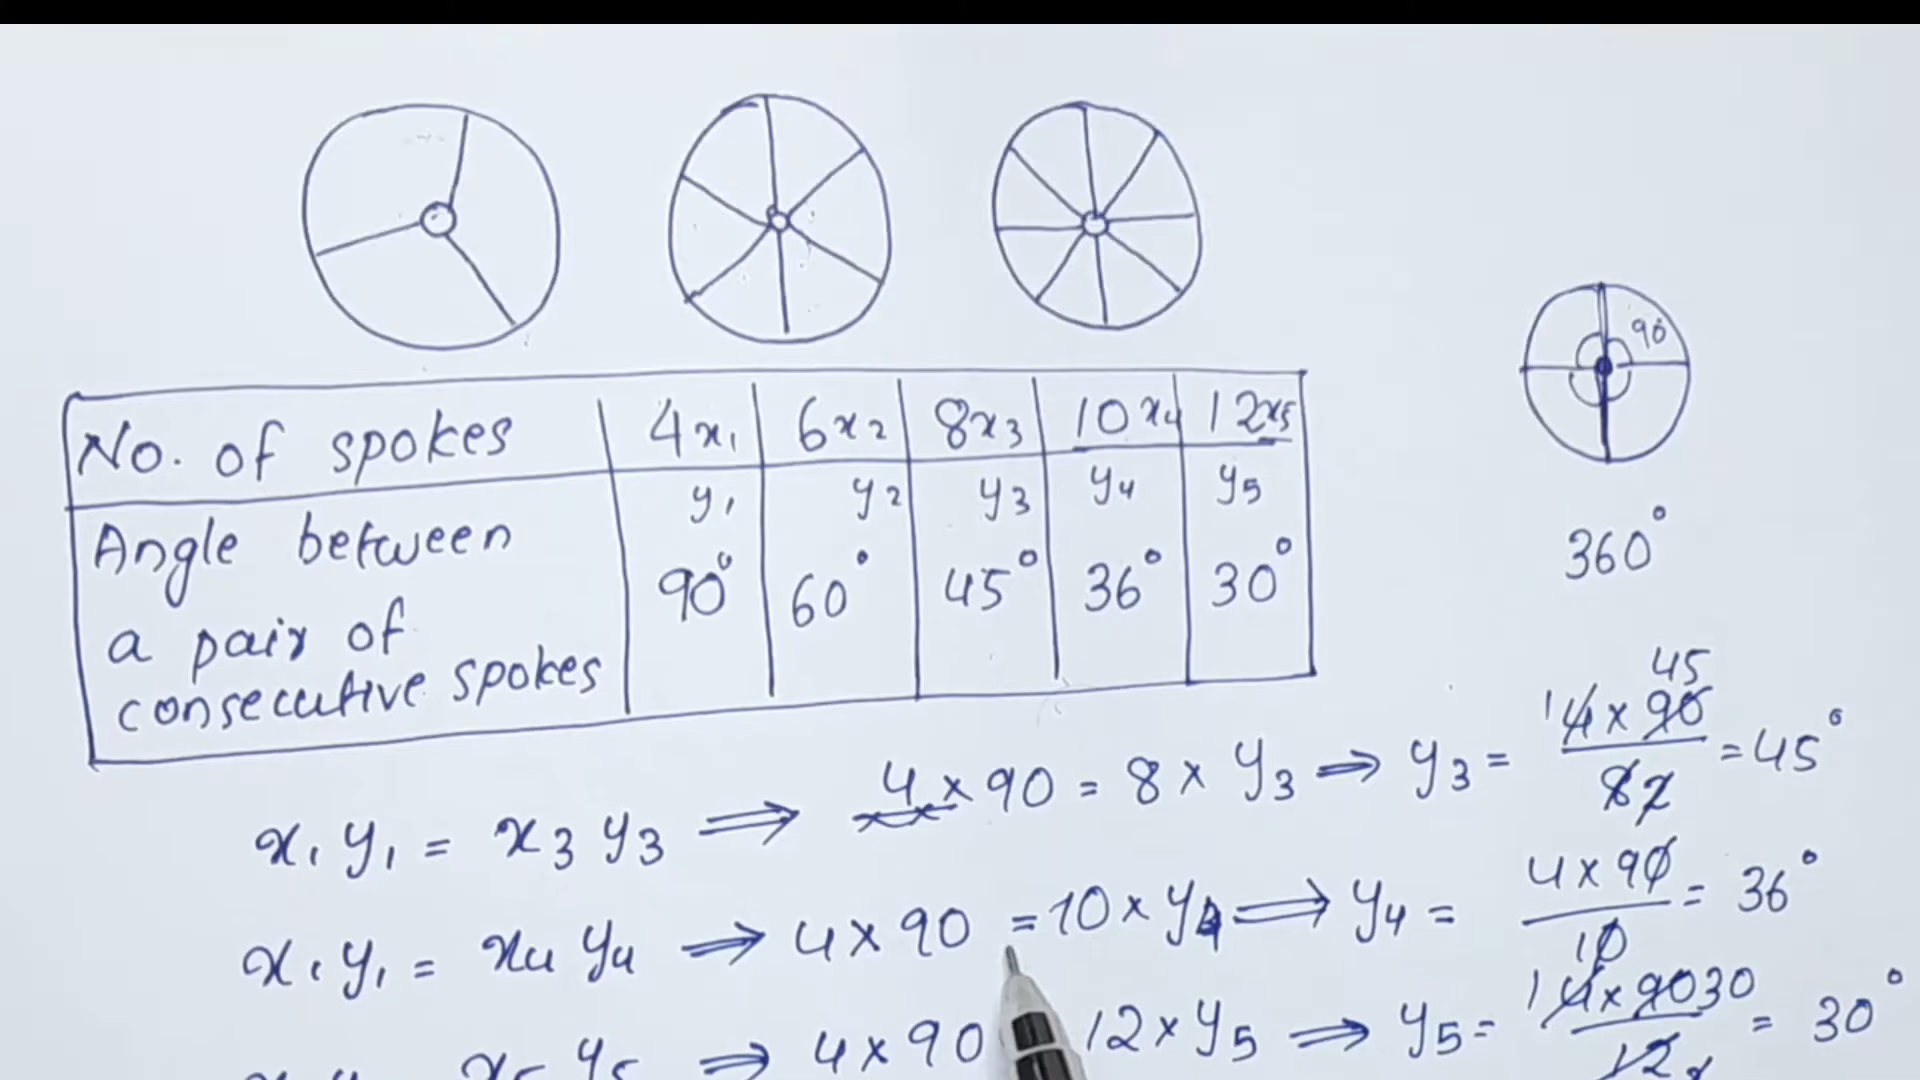 90°
360°
No. of spokes 4x₁ 6x₂ 8x₃ 10x₄ 12x₅
y₁ y₂ y₃ y₄ y₅
Angle between
90° 60° 45° 36° 30°
a pair of
consecutive spokes
x₁y₁ = x₃y₃ ⟹ 4 × 90 = 8 × y₃ ⟹ y₃ = 4 × 90 / 8 = 45°
x₁y₁ = x₄y₄ ⟹ 4 × 90 = 10 × y₄ ⟹ y₄ = 4 × 90 / 10 = 36°
⟹ 4 × 90 12 × y₅ ⟹ y₅ = 4 × 90 / 12 = 30°